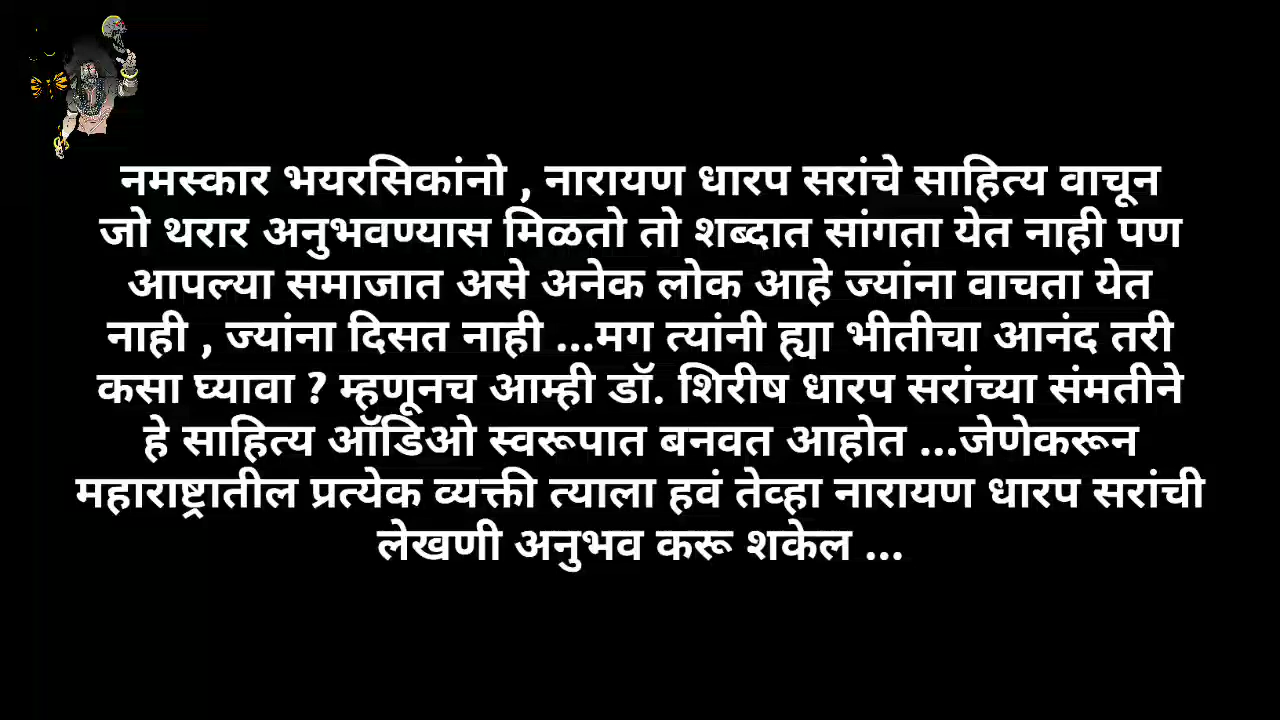 नमस्कार भयरसिकांनो , नारायण धारप सरांचे साहित्य वाचून
जो थरार अनुभवण्यास मिळतो तो शब्दात सांगता येत नाही पण
आपल्या समाजात असे अनेक लोक आहे ज्यांना वाचता येत
नाही , ज्यांना दिसत नाही ...मग त्यांनी ह्या भीतीचा आनंद तरी
कसा घ्यावा ? म्हणूनच आम्ही डॉ. शिरीष धारप सरांच्या संमतीने
हे साहित्य ऑडिओ स्वरूपात बनवत आहोत ...जेणेकरून
महाराष्ट्रातील प्रत्येक व्यक्ती त्याला हवं तेव्हा नारायण धारप सरांची
लेखणी अनुभव करू शकेल ...